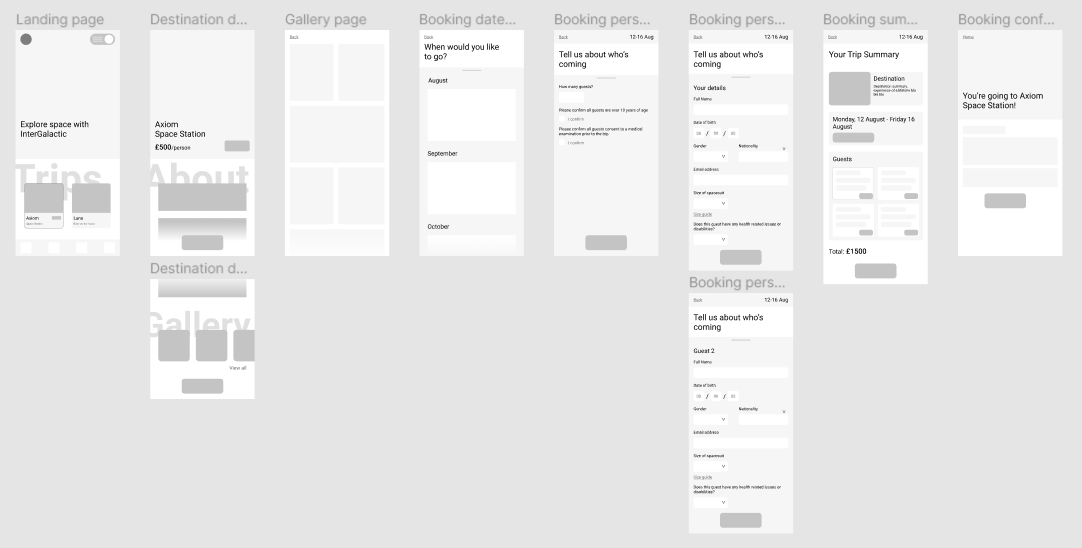 Landing page
Explore space with
InterGalactic
Trips
Axiom
Luna
Destination d...
Axiom
Space Station
£500/person
About
Destination d...
Gallery
View all
Gallery page
Back
Booking date...
Back
When would you like
to go?
August
September
October
Booking pers...
Back
12-16 Aug
Tell us about who's
coming
How many guests?
Please confirm all guests are over 18 years of age
I confirm
Please confirm all guests consent to a medical
examination prior to the trip
I confirm
Booking pers...
Back
12-16 Aug
Tell us about who's
coming
Your details
Full Name
Date of birth
/ /
Gender
Nationality
Email address
Size of spacesuit
Size guide
Does this guest have any health related issues or
disabilities?
Booking pers...
Back
12-16 Aug
Tell us about who's
coming
Guest 2
Full Name
Date of birth
/ /
Gender
Nationality
Email address
Size of spacesuit
Size guide
Does this guest have any health related issues or
disabilities?
Booking sum...
Back
12-16 Aug
Your Trip Summary
Destination
Monday, 12 August - Friday 16
August
Guests
Total: £1500
Booking conf...
Home
You're going to Axiom
Space Station!